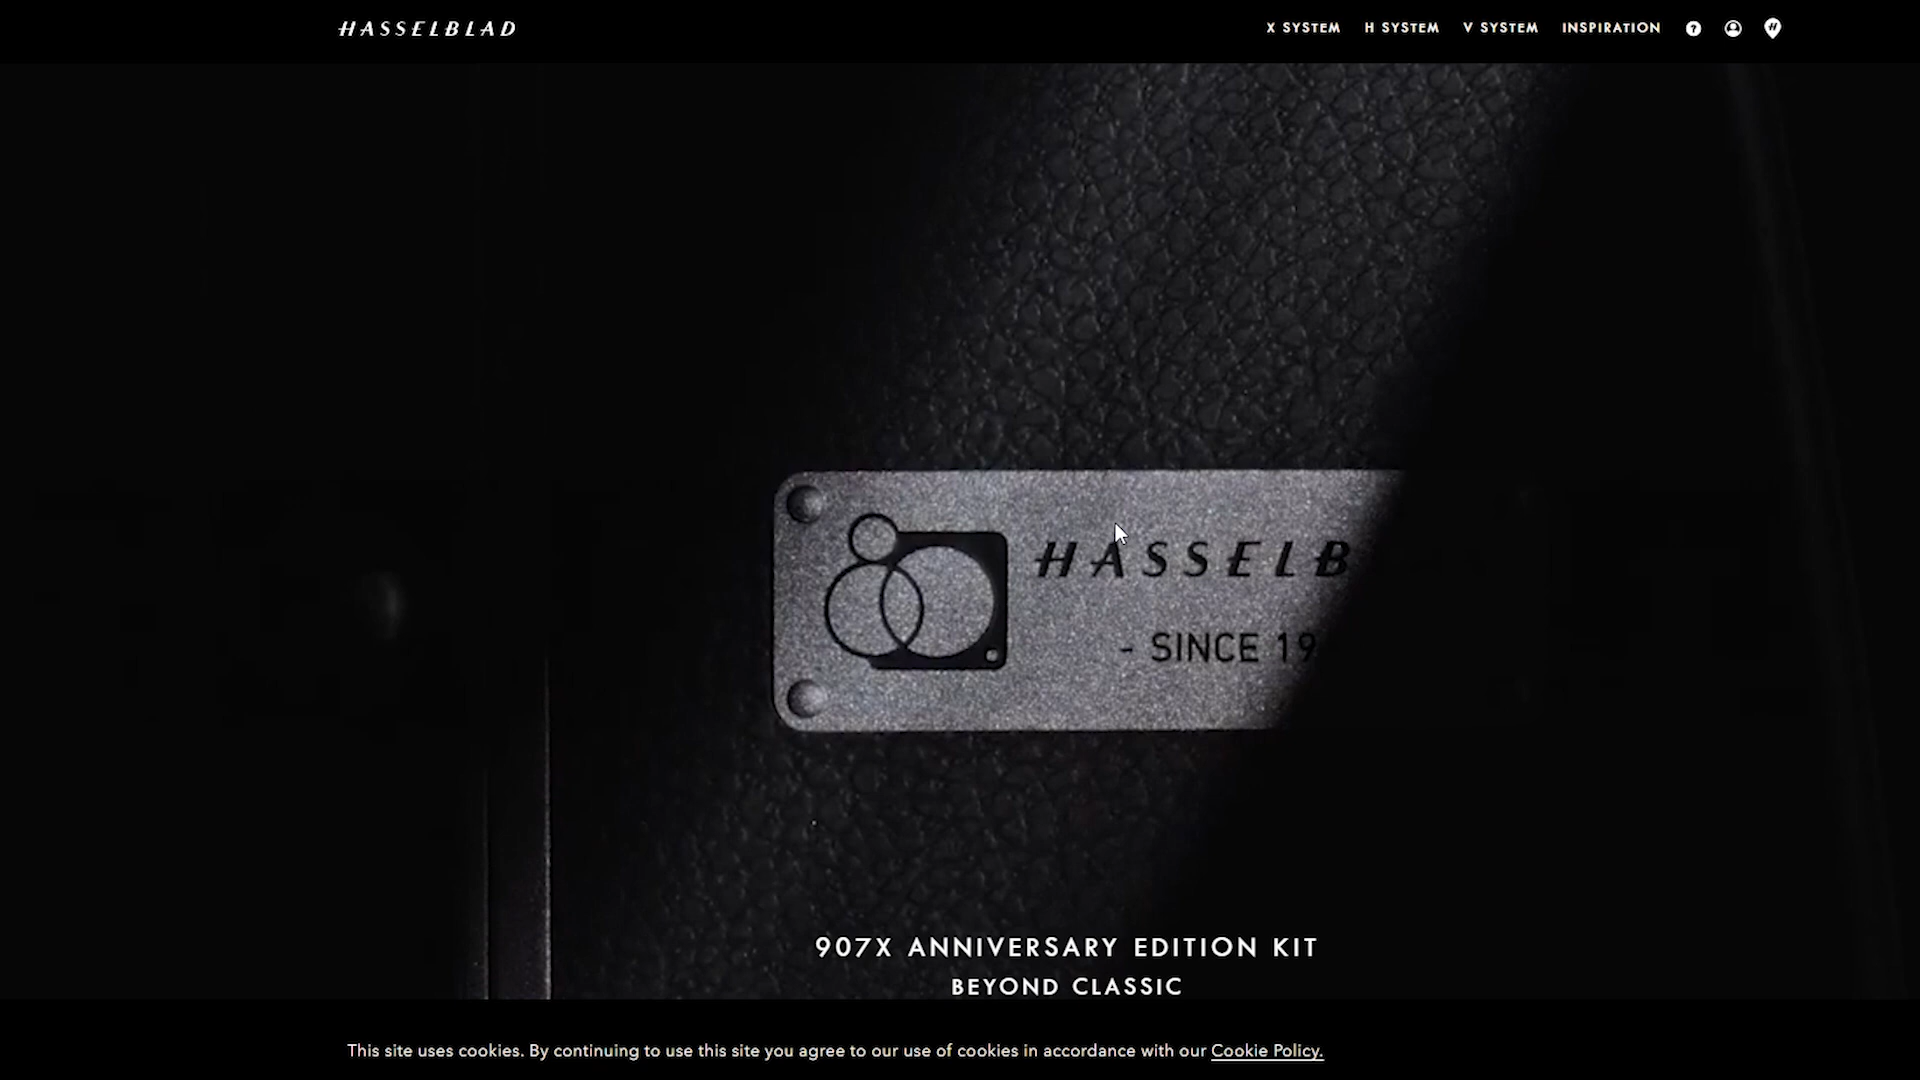 HASSELBLAD
X SYSTEM H SYSTEM V SYSTEM INSPIRATION ?
HASSELB
- SINCE 19
907X ANNIVERSARY EDITION KIT
BEYOND CLASSIC
This site uses cookies. By continuing to use this site you agree to our use of cookies in accordance with our Cookie Policy.